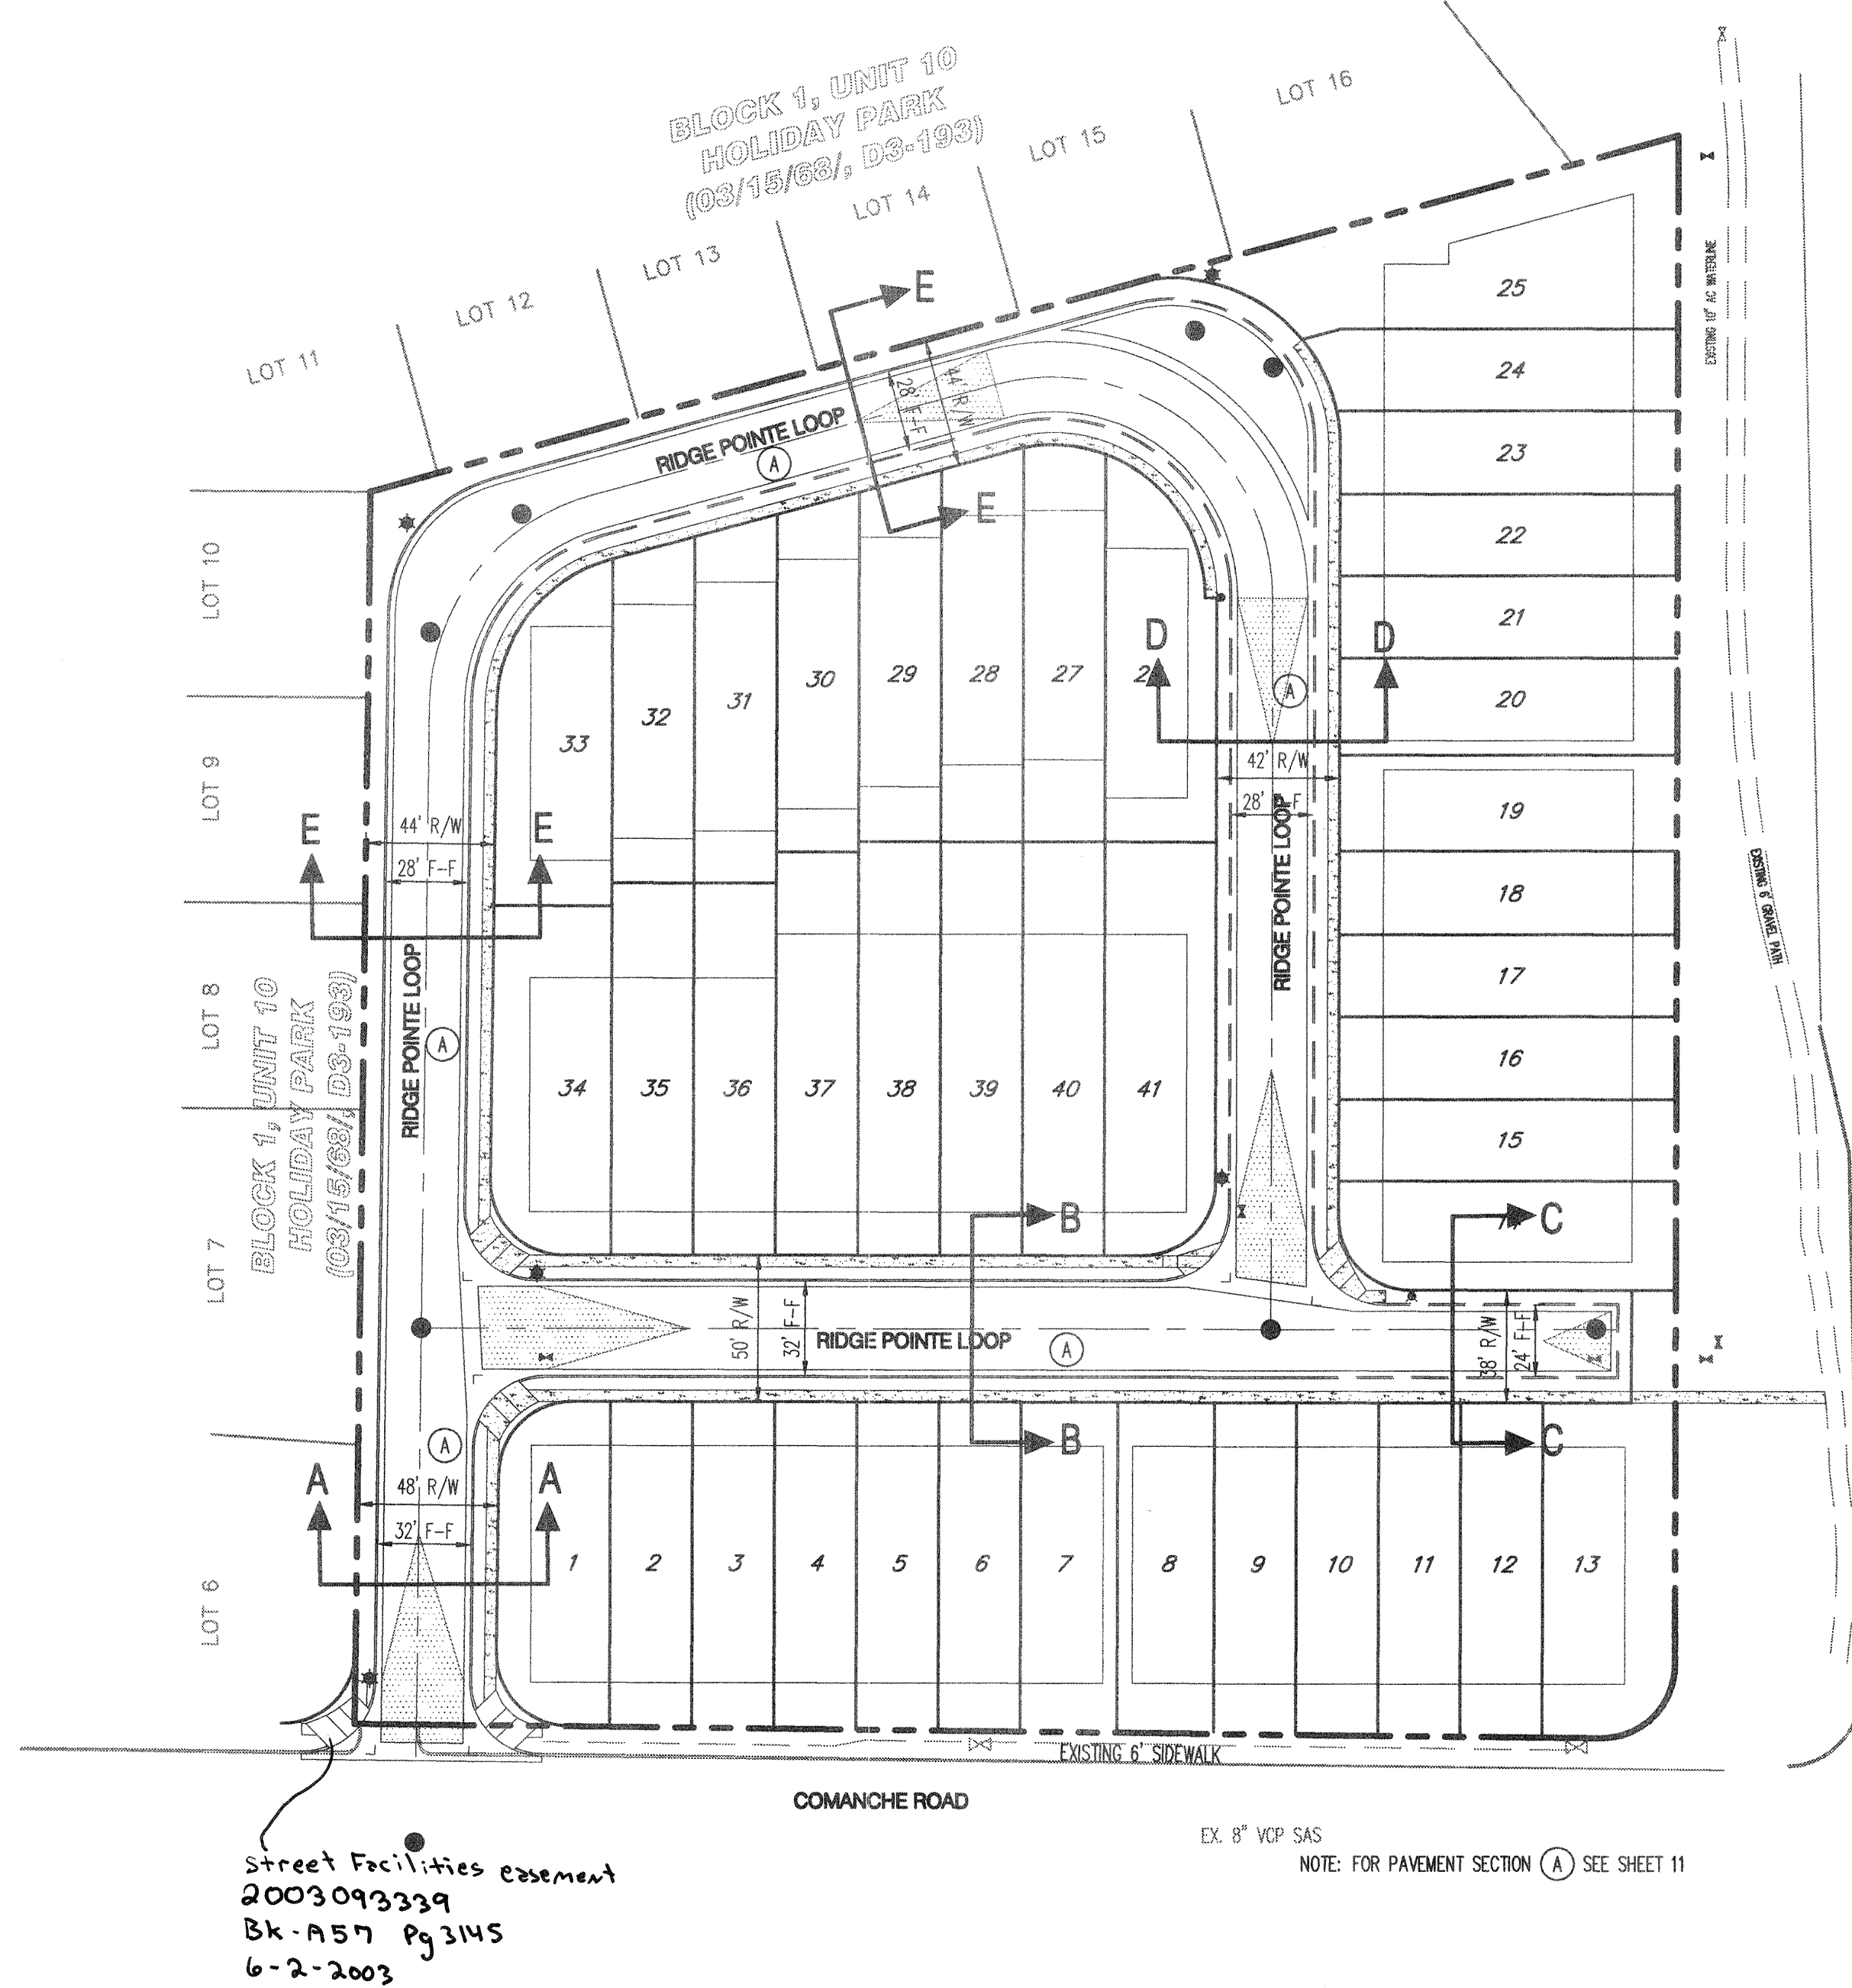 BLOCK 1, UNIT 10
HOLIDAY PARK
(03/15/68/, D3-193)
LOT 16
LOT 15
LOT 14
LOT 13
LOT 12
LOT 11
LOT 10
LOT 9
LOT 8
LOT 7
LOT 6
BLOCK 1, UNIT 10
HOLIDAY PARK
(03/15/68/, D3-193)
EXISTING 10" AC WATERLINE
EXISTING 6' GRAVEL PATH
E
E
44' R/W
28' F-F
RIDGE POINTE LOOP
A
25
24
23
22
21
20
19
18
17
16
15
D
D
A
42' R/W
28' F-F
RIDGE POINTE LOOP
33
32
31
30
29
28
27
E
E
44' R/W
28' F-F
RIDGE POINTE LOOP
A
34
35
36
37
38
39
40
41
B
C
50' R/W
32' F-F
RIDGE POINTE LOOP
A
38' R/W
24' F-F
B
C
A
A
A
48' R/W
32' F-F
1
2
3
4
5
6
7
8
9
10
11
12
13
EXISTING 6' SIDEWALK
COMANCHE ROAD
EX. 8" VCP SAS
NOTE: FOR PAVEMENT SECTION A SEE SHEET 11
Street Facilities easement
2003093339
Bk-A57 Pg 3145
6-2-2003